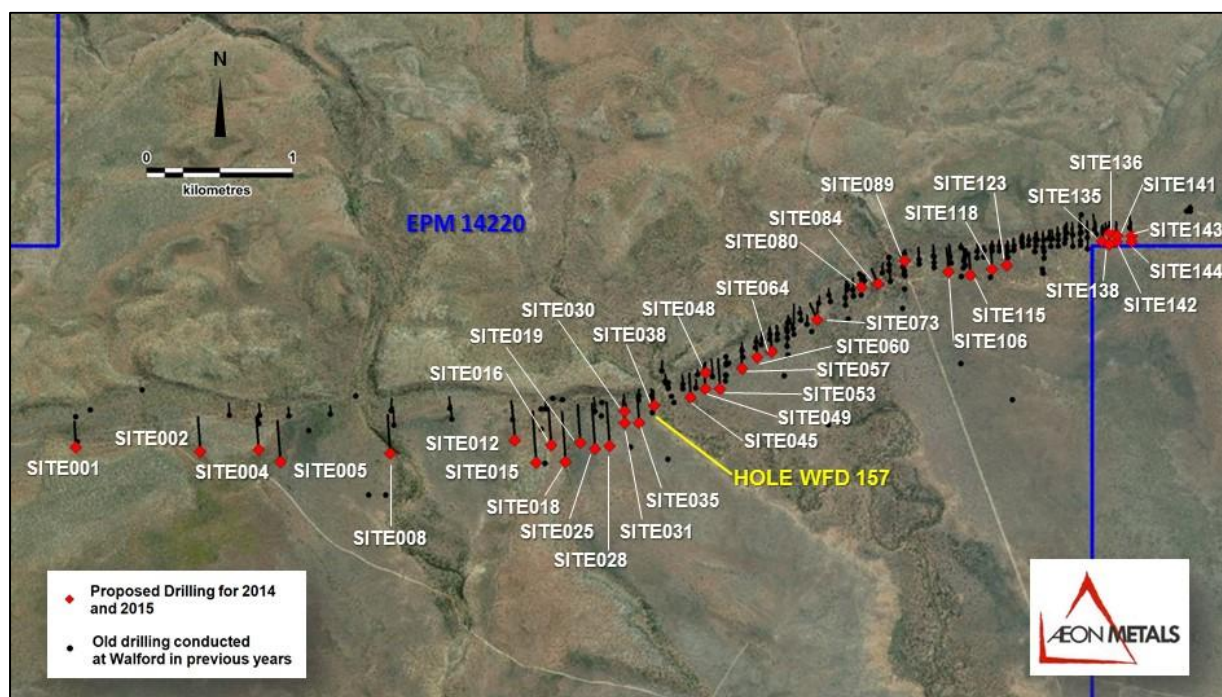 N
0 1
kilometres
EPM 14220
SITE136
SITE141
SITE135
SITE123
SITE089
SITE118
SITE084
SITE143
SITE080
SITE144
SITE138
SITE142
SITE064
SITE048
SITE030
SITE038
SITE115
SITE073
SITE106
SITE019
SITE060
SITE016
SITE057
SITE053
SITE049
SITE002
SITE012
SITE045
SITE001
SITE004
SITE005
SITE015
HOLE WFD 157
SITE018
SITE035
SITE025
SITE031
SITE008
SITE028
Proposed Drilling for 2014
and 2015
Old drilling conducted
at Walford in previous years
ÆON METALS